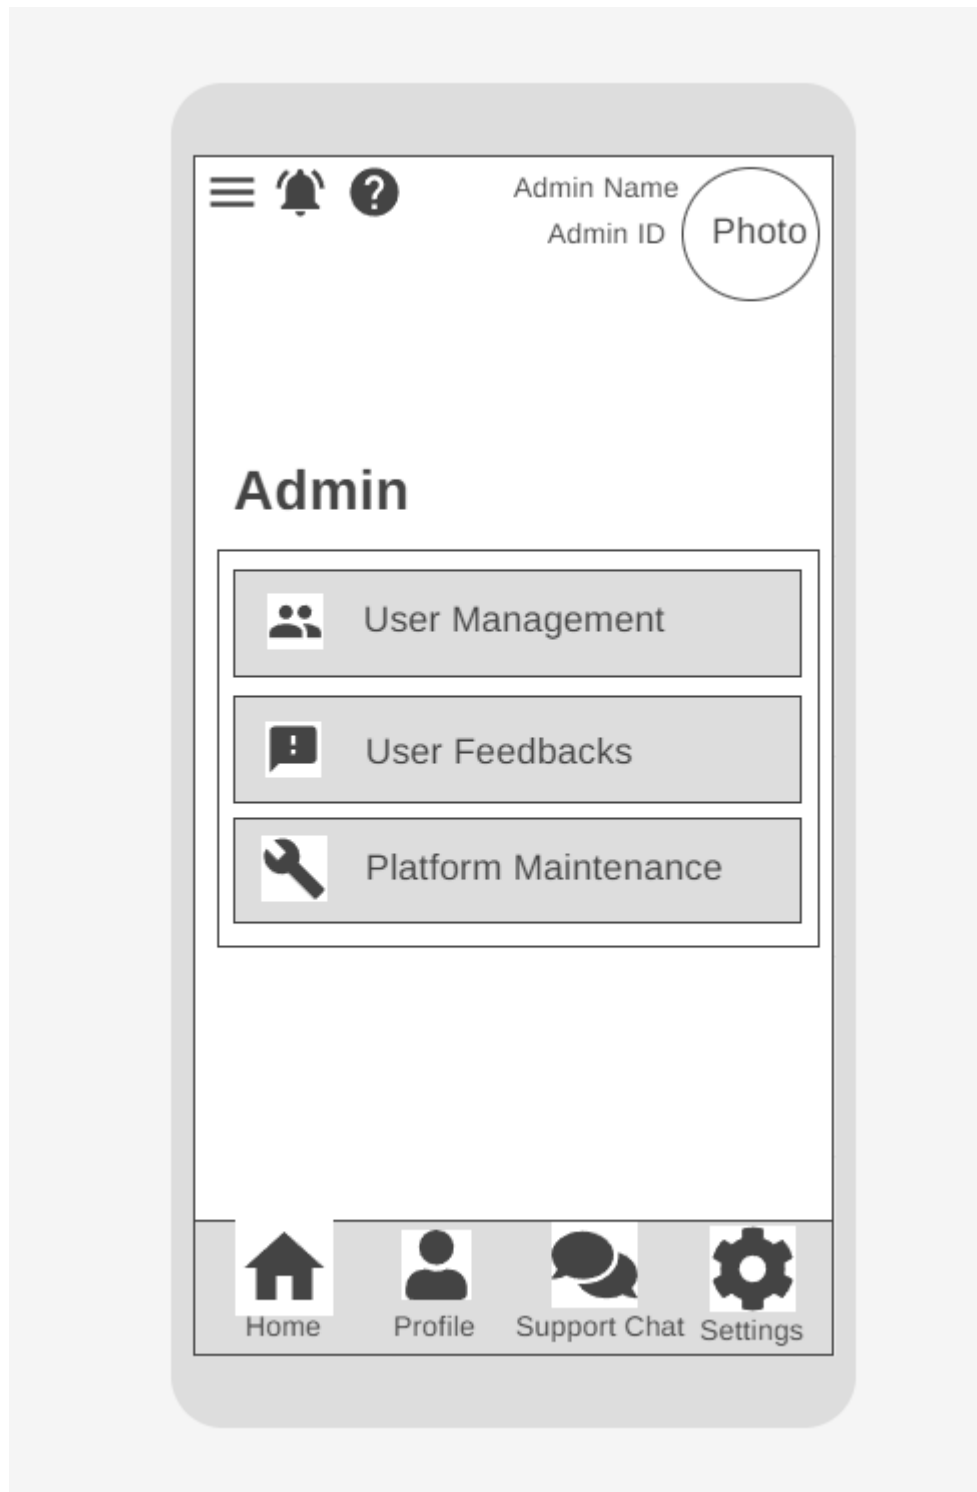 Admin Name
Admin ID
Photo
Admin
User Management
User Feedbacks
Platform Maintenance
Home
Profile
Support Chat
Settings